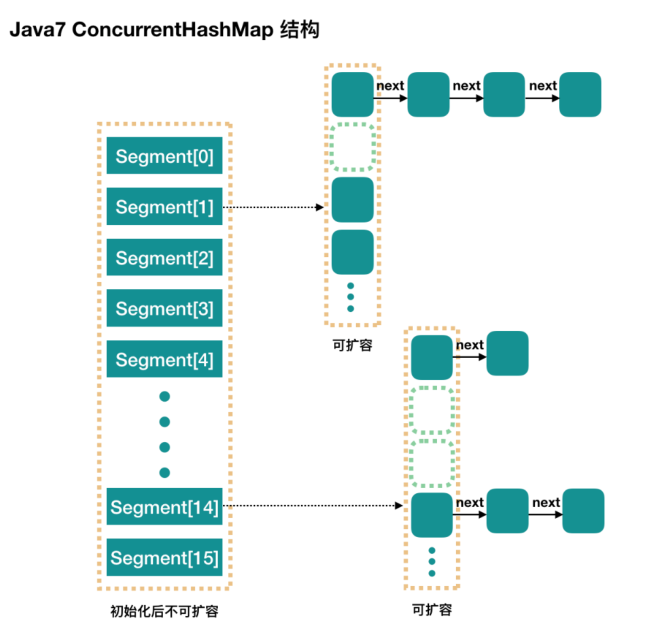 Java7 ConcurrentHashMap 结构
next
next
next
Segment[0]
Segment[1]
Segment[2]
Segment[3]
Segment[4]
可扩容
next
Segment[14]
next
next
Segment[15]
初始化后不可扩容
可扩容